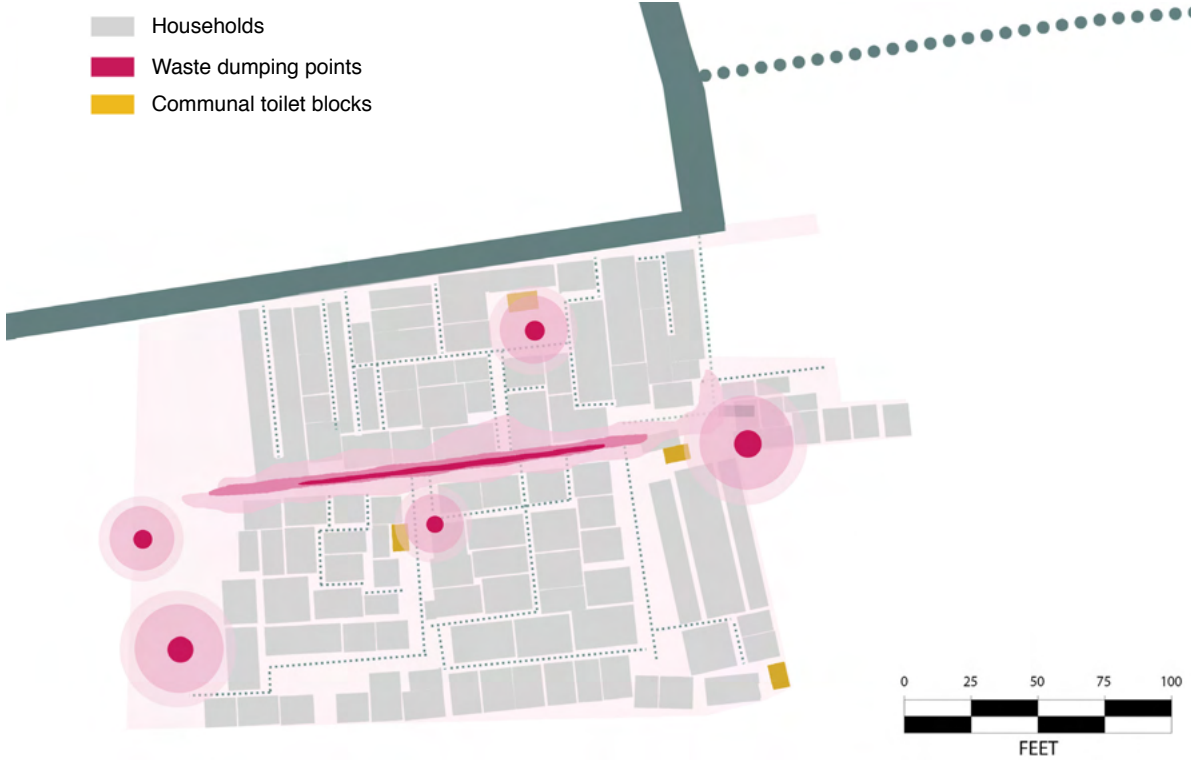 Households
Waste dumping points
Communal toilet blocks
0 25 50 75 100
FEET